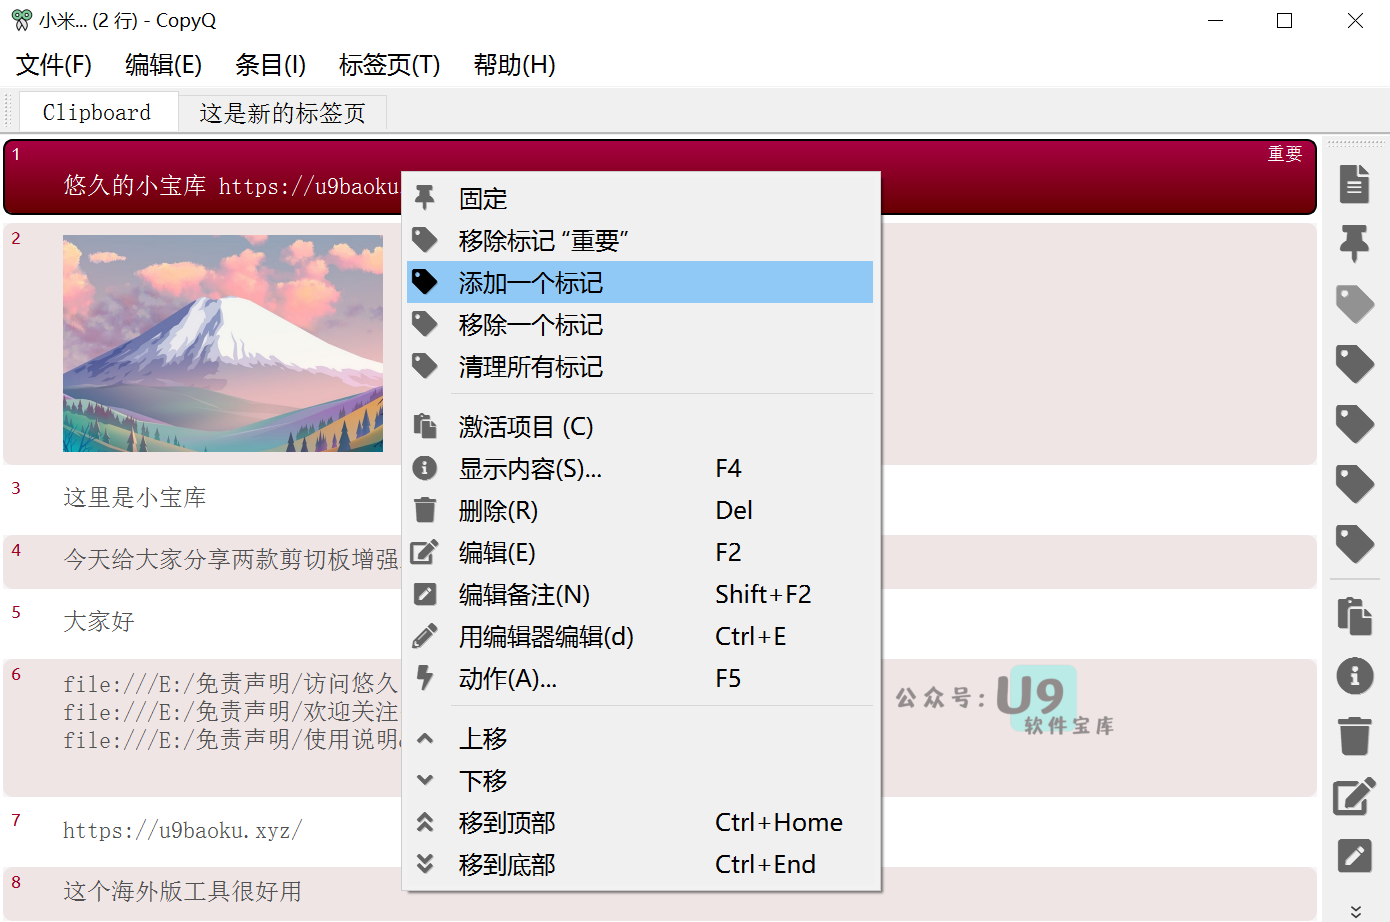 小米... (2 行) - CopyQ
文件(F) 编辑(E) 条目(I) 标签页(T) 帮助(H)
Clipboard 这是新的标签页
1 重要
悠久的小宝库 https://u9baoku.
2
3 这里是小宝库
4 今天给大家分享两款剪切板增强
5 大家好
6 file:///E:/免责声明/访问悠久
file:///E:/免责声明/欢迎关注
file:///E:/免责声明/使用说明
7 https://u9baoku.xyz/
8 这个海外版工具很好用
固定
移除标记 “重要”
添加一个标记
移除一个标记
清理所有标记
激活项目 (C)
显示内容(S)... F4
删除(R) Del
编辑(E) F2
编辑备注(N) Shift+F2
用编辑器编辑(d) Ctrl+E
动作(A)... F5
上移
下移
移到顶部 Ctrl+Home
移到底部 Ctrl+End
公众号: U9
软件宝库